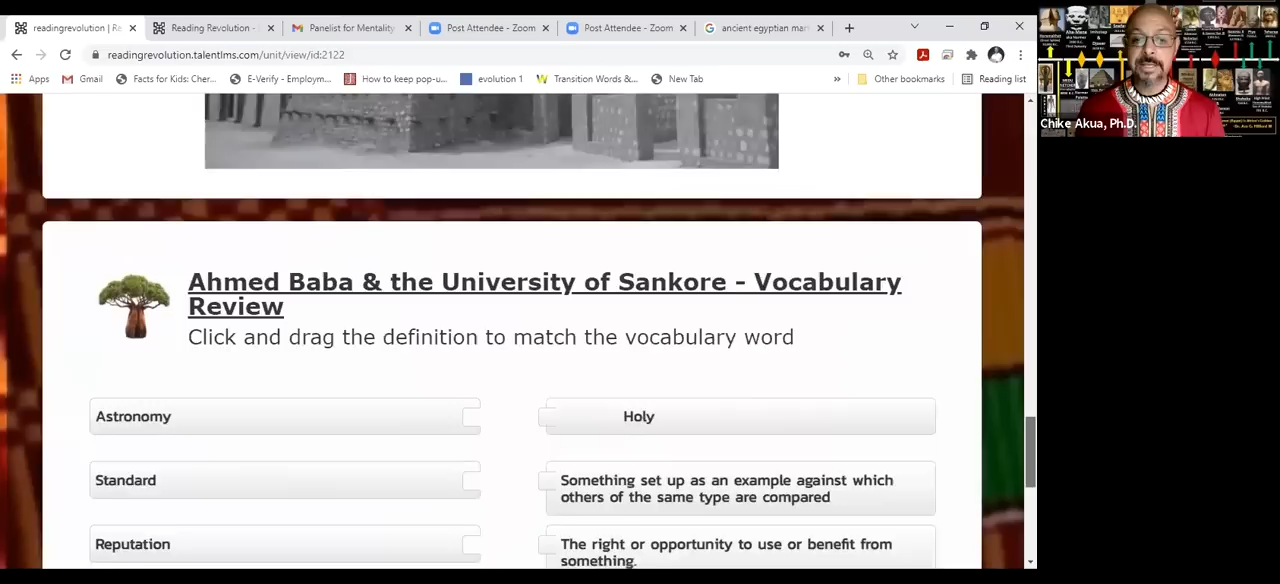 readingrevolution.talentlms.com
Reading Revolution -
Panelist for Mentality,
Post Attendee - Zoom
Post Attendee - Zoom
ancient egyptian mar
readingrevolution.talentlms.com/unit/view/id:2122
Apps
Gmail
Facts for Kids: Cher...
E-Verify - Employm...
How to keep pop-u...
evolution 1
Transition Words &...
New Tab
»
Other bookmarks
Reading list
Chike Akua, Ph.D.
Ahmed Baba & the University of Sankore - Vocabulary
Review
Click and drag the definition to match the vocabulary word
Astronomy
Holy
Standard
Something set up as an example against which
others of the same type are compared
Reputation
The right or opportunity to use or benefit from
something.